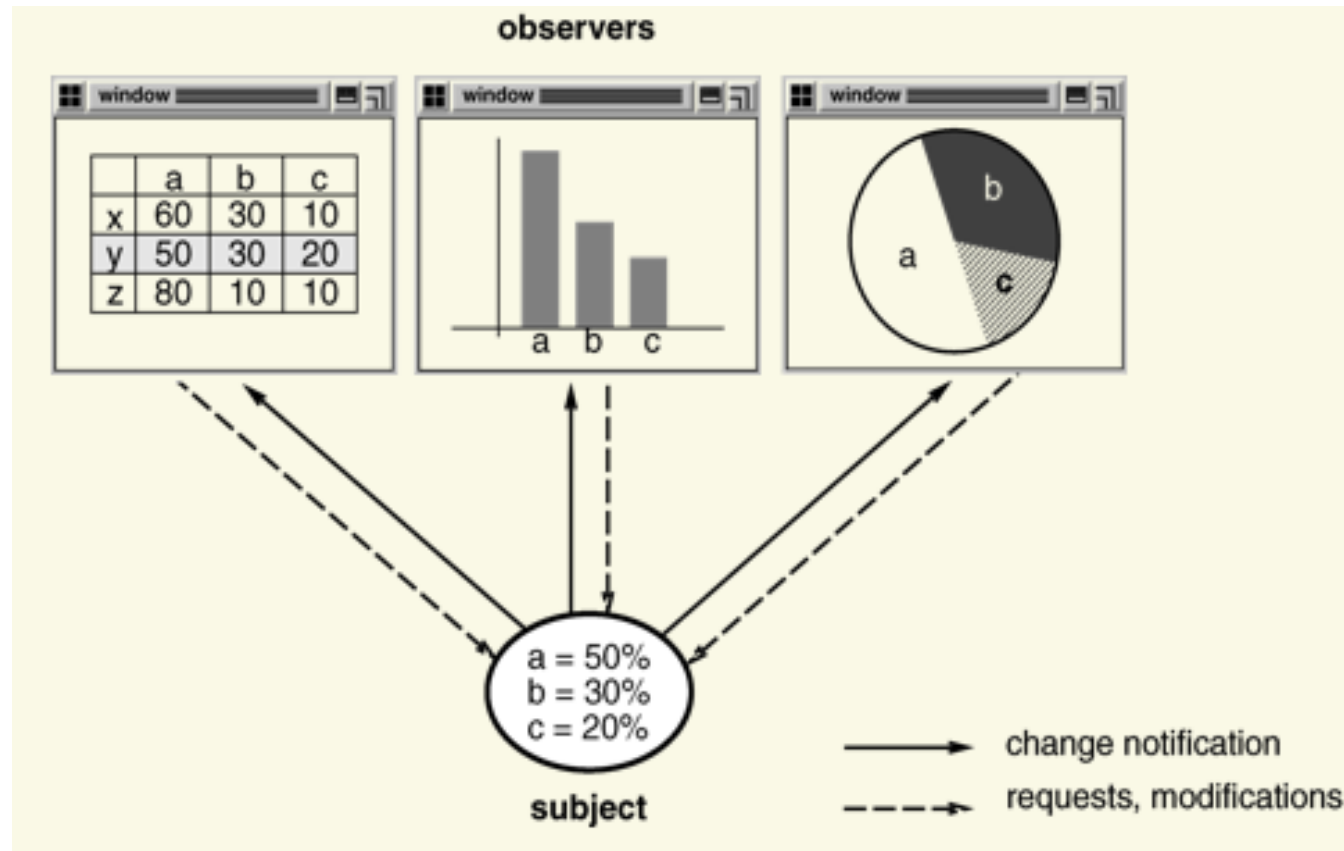 observers
window
window
window
a b c
x 60 30 10
y 50 30 20
z 80 10 10
a b c
b
a
c
a = 50%
b = 30%
c = 20%
subject
change notification
requests, modifications